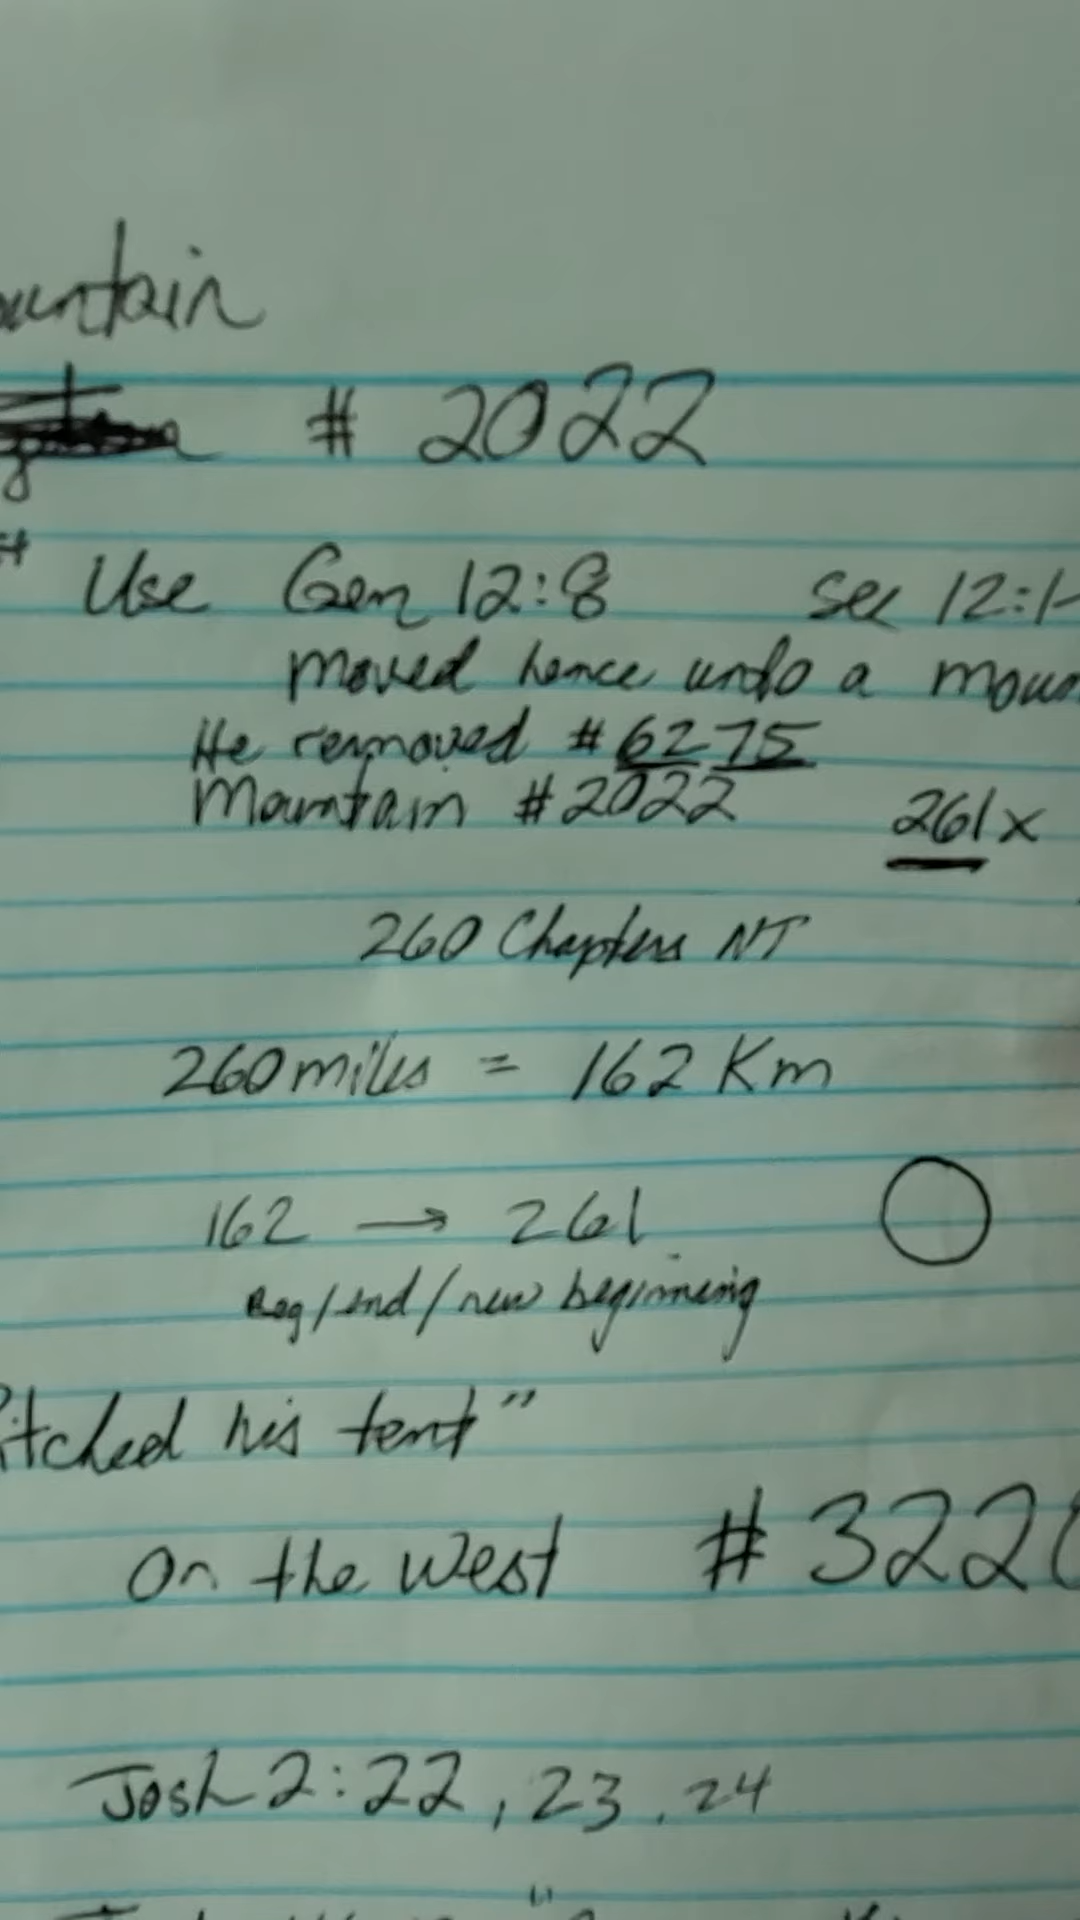 untain
# 2022
Use Gen 12:8 see 12:1-
moved hence unto a moun
He removed # 6275
Mountain # 2022 261x
260 Chapters NT
260 miles = 162 Km
162 → 261
Beg/end/new beginning
itched his tent"
on the west # 3220
Josh 2:22, 23, 24